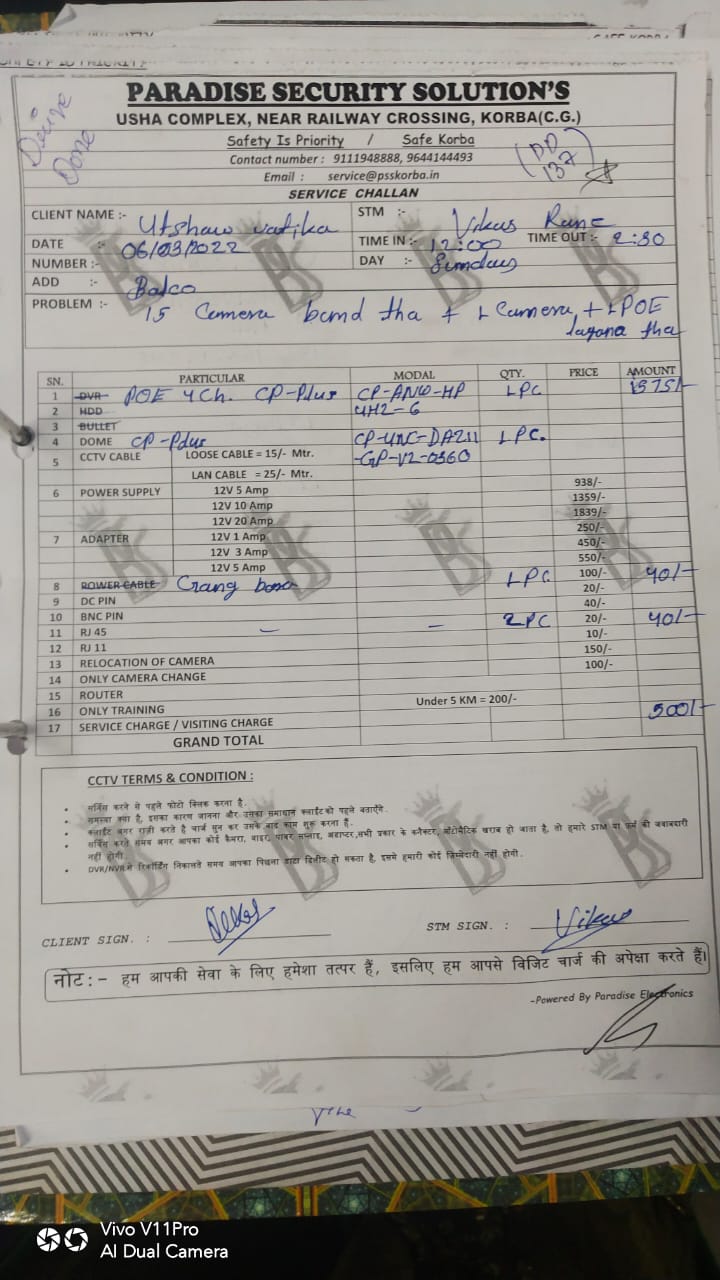 Done
PARADISE SECURITY SOLUTION'S
USHA COMPLEX, NEAR RAILWAY CROSSING, KORBA(C.G.)
Safety Is Priority / Safe Korba
Contact number : 9111948888, 9644144493
Email : service@psskorba.in
DD
137
SERVICE CHALLAN
CLIENT NAME :- Utshaw vatika STM :- Vikas Rane
DATE :- 06/03/2022 TIME IN :- 12:00 TIME OUT :- 2:30
NUMBER :- DAY :- Sunday
ADD :- Balco
PROBLEM :- 15 Camera band tha + 1 Camera + 1 POE
lagana tha
SN. PARTICULAR MODAL QTY. PRICE AMOUNT
1 DVR POE 4Ch. CP-Plus CP-ANW-HP 1 PC 1575/-
2 HDD 4H2-6
3 BULLET
4 DOME CP-Plus CP-UNC-DA211 1 PC.
5 CCTV CABLE LOOSE CABLE = 15/- Mtr. -GP-V2-0360
LAN CABLE = 25/- Mtr.
6 POWER SUPPLY 12V 5 Amp 938/-
12V 10 Amp 1359/-
12V 20 Amp 1839/-
7 ADAPTER 12V 1 Amp 250/-
12V 3 Amp 450/-
12V 5 Amp 550/-
8 POWER CABLE 1 PC 100/- 40/-
9 DC PIN 20/-
10 BNC PIN 40/-
11 RJ 45 - - 2 PC 20/- 40/-
12 RJ 11 10/-
13 RELOCATION OF CAMERA 150/-
14 ONLY CAMERA CHANGE 100/-
15 ROUTER
16 ONLY TRAINING Under 5 KM = 200/-
17 SERVICE CHARGE / VISITING CHARGE 500/-
GRAND TOTAL
CCTV TERMS & CONDITION :
• सर्विस करने से पहले फोटो क्लिक करना है.
• समस्या क्या है, इसका कारण जानना और उसका समाधान क्लाईंट को पहले बताएँगे.
• क्लाईंट अगर राज़ी करते है चार्ज सुन कर उसके बाद काम शुरू करना है.
• सर्विस करते समय अगर आपका कोई कैमरा, वाइर, पावर सप्लाइ, अडाप्टर,सभी प्रकार के कनैक्टर, ऑटोमैटिक खराब हो जाता है, तो हमारे STM या फर्म की जवाबदारी
नहीं होगी.
• DVR/NVR मे रिकॉर्डिंग निकालते समय आपका पिछला डाटा डिलीट हो सकता है, इसमे हमारी कोई ज़िम्मेदारी नहीं होगी.
CLIENT SIGN. : STM SIGN. : Vikas
नोट:- हम आपकी सेवा के लिए हमेशा तत्पर हैं, इसलिए हम आपसे विजिट चार्ज की अपेक्षा करते हैं।
-Powered By Paradise Electronics
Vivo V11Pro
AI Dual Camera